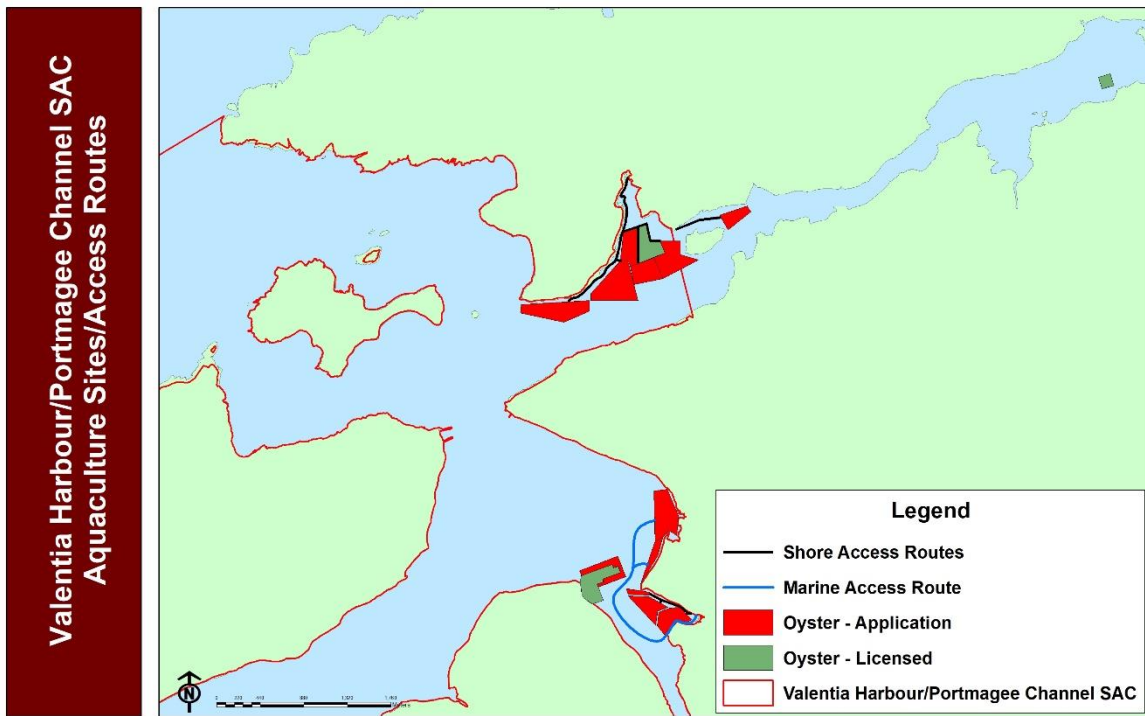 Valentia Harbour/Portmagee Channel SAC
Aquaculture Sites/Access Routes
Legend
Shore Access Routes
Marine Access Route
Oyster - Application
Oyster - Licensed
Valentia Harbour/Portmagee Channel SAC
N
0